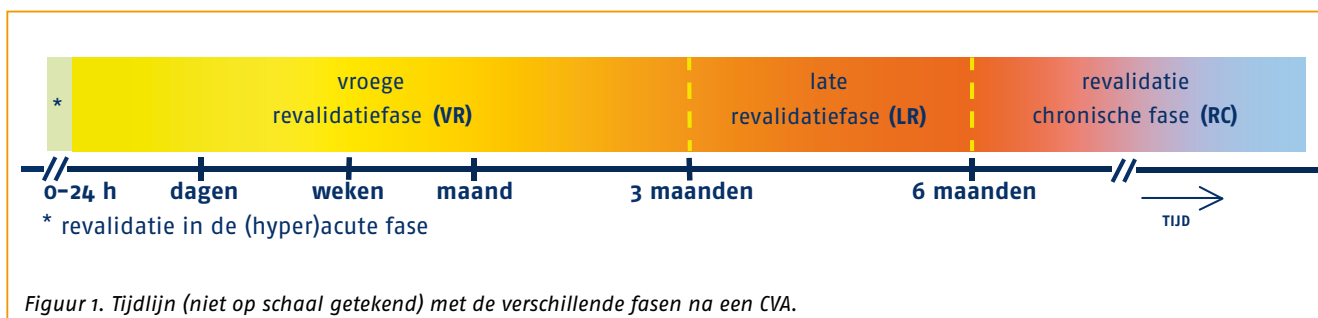 vroege
revalidatiefase (VR)
late
revalidatiefase (LR)
revalidatie
chronische fase (RC)
*
0–24 h dagen weken maand 3 maanden 6 maanden
TIJD
* revalidatie in de (hyper)acute fase
Figuur 1. Tijdlijn (niet op schaal getekend) met de verschillende fasen na een CVA.